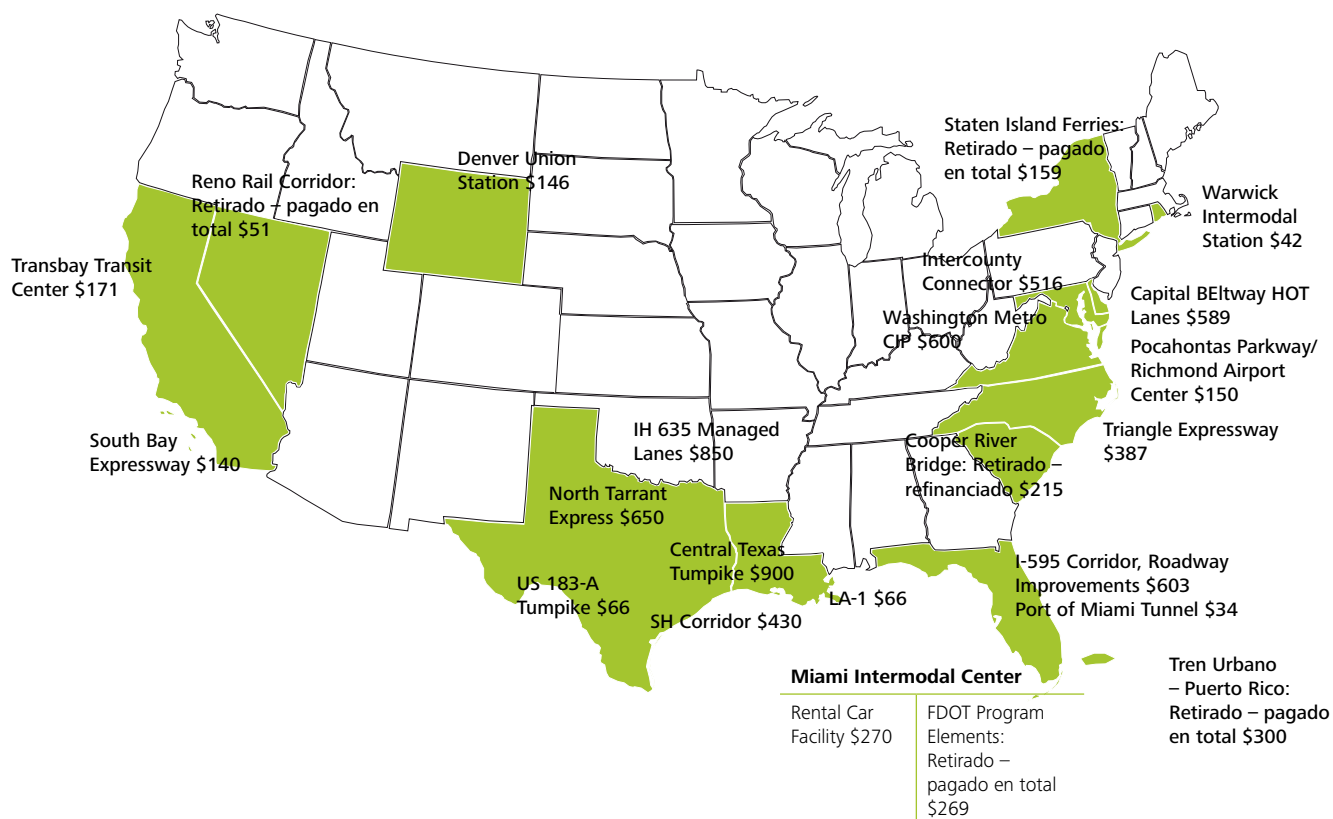 Staten Island Ferries:
Retirado – pagado
en total $159
Denver Union
Station $146
Reno Rail Corridor:
Retirado – pagado en
total $51
Warwick
Intermodal
Station $42
Transbay Transit
Center $171
Intercounty
Connector $516
Capital BEltway HOT
Lanes $589
Washington Metro
CIP $600
Pocahontas Parkway/
Richmond Airport
Center $150
South Bay
Expressway $140
IH 635 Managed
Lanes $850
Cooper River
Bridge: Retirado –
refinanciado $215
Triangle Expressway
$387
North Tarrant
Express $650
Central Texas
Tumpike $900
US 183-A
Tumpike $66
LA-1 $66
SH Corridor $430
I-595 Corridor, Roadway
Improvements $603
Port of Miami Tunnel $34
Miami Intermodal Center
Rental Car
Facility $270
FDOT Program
Elements:
Retirado –
pagado en total
$269
Tren Urbano
– Puerto Rico:
Retirado – pagado
en total $300